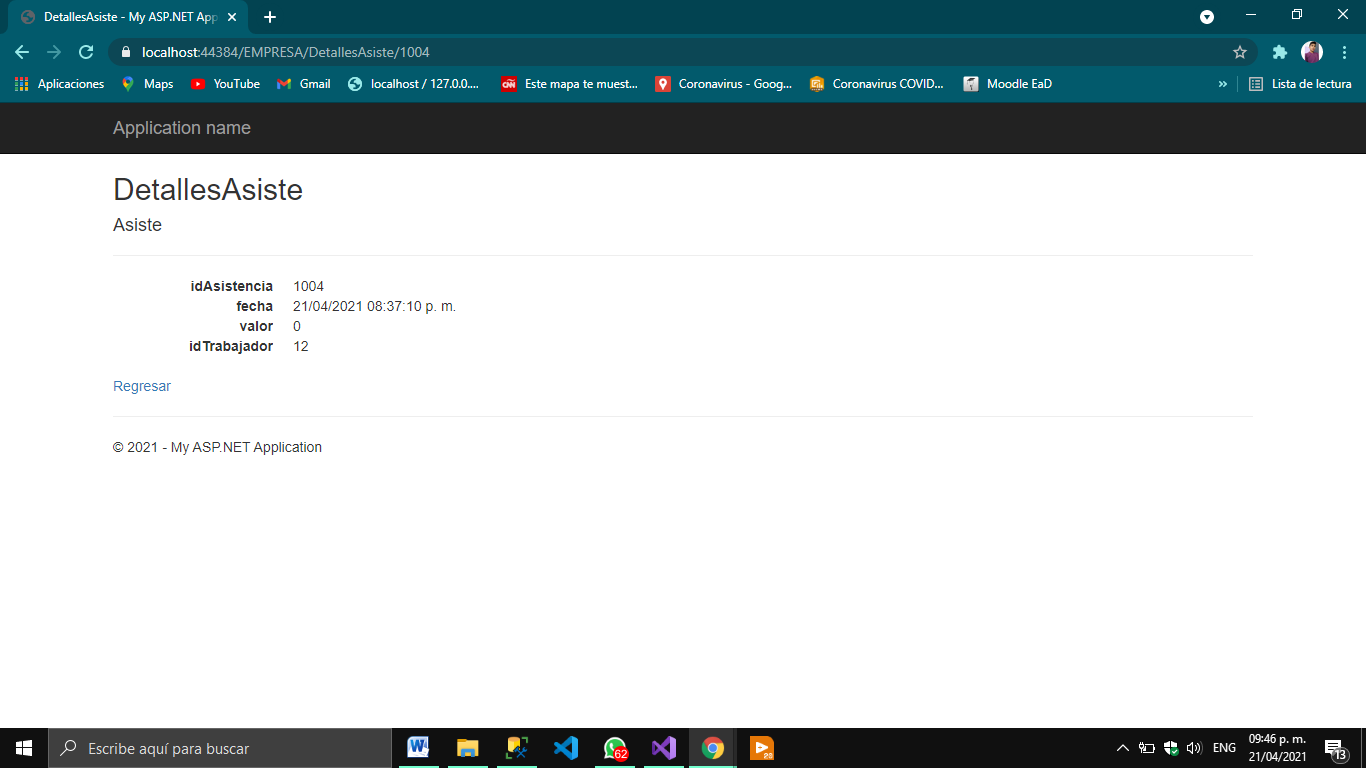 DetallesAsiste - My ASP.NET App
localhost:44384/EMPRESA/DetallesAsiste/1004
Aplicaciones
Maps
YouTube
Gmail
localhost / 127.0.0....
CNN
Este mapa te muest...
Coronavirus - Goog...
Coronavirus COVID...
Moodle EaD
»
Lista de lectura
Application name
DetallesAsiste
Asiste
idAsistencia 1004
fecha 21/04/2021 08:37:10 p. m.
valor 0
idTrabajador 12
Regresar
© 2021 - My ASP.NET Application
Escribe aquí para buscar
W
62
29
ENG
09:46 p. m.
21/04/2021
13